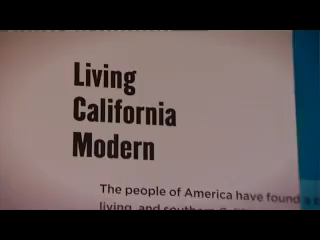 Living
California
Modern
The people of America have found a
living, and southern